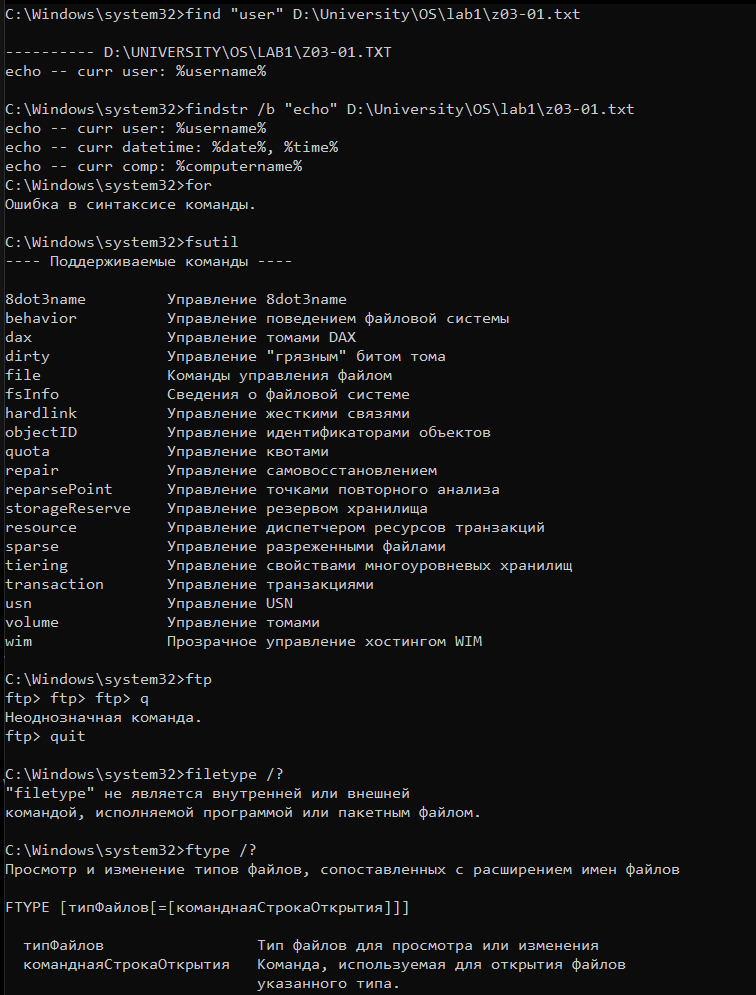 C:\Windows\system32>find "user" D:\University\OS\lab1\z03-01.txt
---------- D:\UNIVERSITY\OS\LAB1\Z03-01.TXT
echo -- curr user: %username%
C:\Windows\system32>findstr /b "echo" D:\University\OS\lab1\z03-01.txt
echo -- curr user: %username%
echo -- curr datetime: %date%, %time%
echo -- curr comp: %computername%
C:\Windows\system32>for
Ошибка в синтаксисе команды.
C:\Windows\system32>fsutil
---- Поддерживаемые команды ----
8dot3name         Управление 8dot3name
behavior          Управление поведением файловой системы
dax               Управление томами DAX
dirty             Управление "грязным" битом тома
file              Команды управления файлом
fsInfo            Сведения о файловой системе
hardlink          Управление жесткими связями
objectID          Управление идентификаторами объектов
quota             Управление квотами
repair            Управление самовосстановлением
reparsePoint      Управление точками повторного анализа
storageReserve    Управление резервом хранилища
resource          Управление диспетчером ресурсов транзакций
sparse            Управление разреженными файлами
tiering           Управление свойствами многоуровневых хранилищ
transaction       Управление транзакциями
usn               Управление USN
volume            Управление томами
wim               Прозрачное управление хостингом WIM
C:\Windows\system32>ftp
ftp> ftp> ftp> q
Неоднозначная команда.
ftp> quit
C:\Windows\system32>filetype /?
"filetype" не является внутренней или внешней
командой, исполняемой программой или пакетным файлом.
C:\Windows\system32>ftype /?
Просмотр и изменение типов файлов, сопоставленных с расширением имен файлов
FTYPE [типФайлов[=[команднаяСтрокаОткрытия]]]
типФайлов                 Тип файлов для просмотра или изменения
команднаяСтрокаОткрытия   Команда, используемая для открытия файлов
указанного типа.